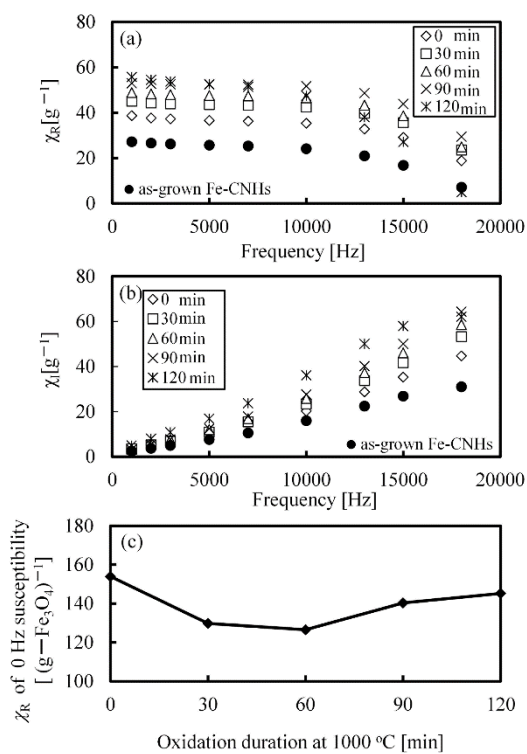 (a)
0 min
30 min
60 min
90 min
120 min
χR[g−1]
80
60
40
20
0
as-grown Fe-CNHs
0 5000 10000 15000 20000
Frequency [Hz]
(b)
0 min
30 min
60 min
90 min
120 min
χI[g−1]
80
60
40
20
0
as-grown Fe-CNHs
0 5000 10000 15000 20000
Frequency [Hz]
(c)
χR of 0 Hz susceptibility
[ (g−Fe3O4)−1]
180
160
140
120
100
0 30 60 90 120
Oxidation duration at 1000 °C [min]